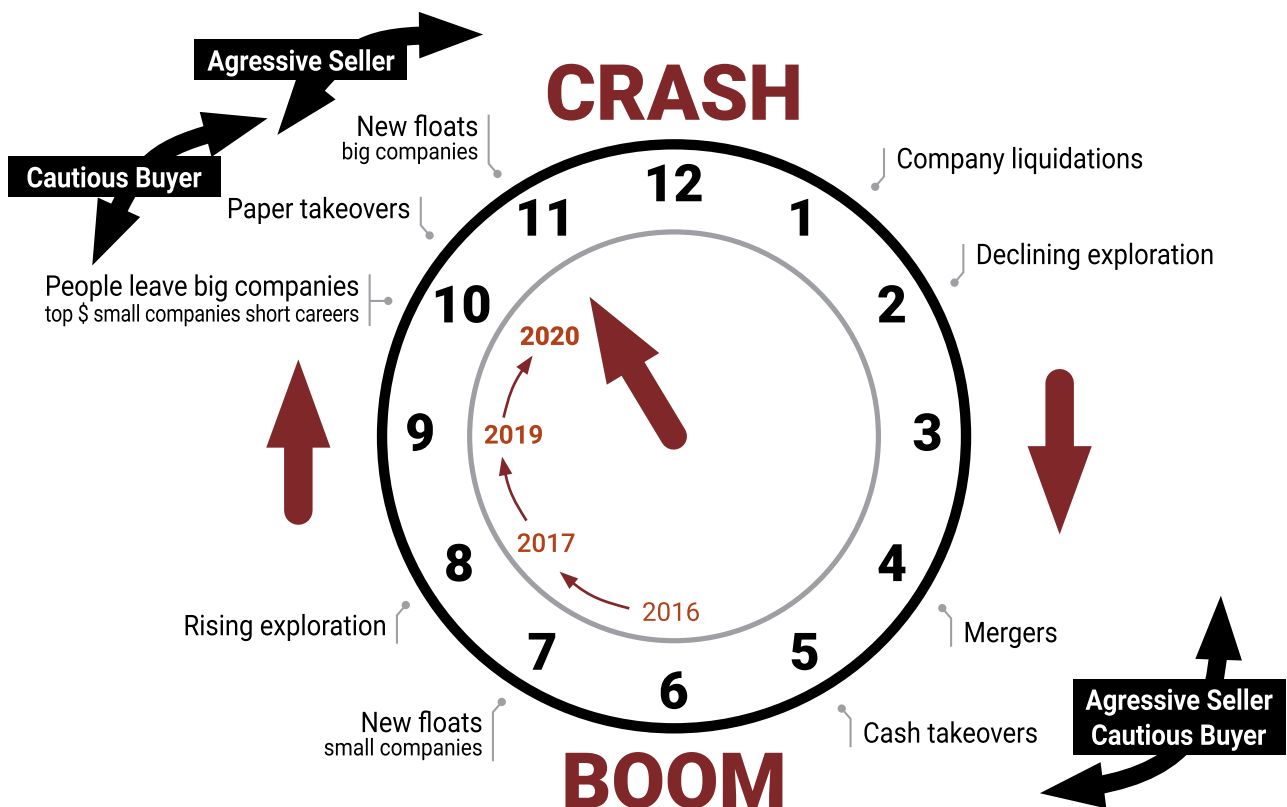 Agressive Seller
CRASH
New floats
big companies
Cautious Buyer
Company liquidations
12
11
1
Paper takeovers
Declining exploration
People leave big companies
top $ small companies short careers
10
2
2020
9
2019
3
2017
8
4
2016
Rising exploration
Mergers
7
5
6
New floats
small companies
Cash takeovers
Agressive Seller
Cautious Buyer
BOOM